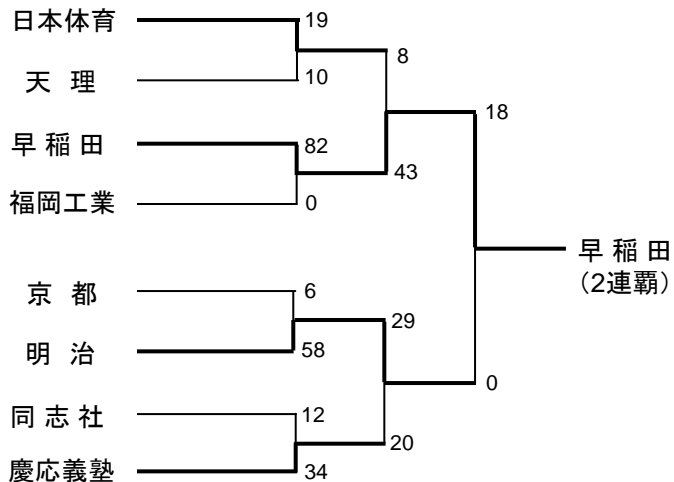 日本体育 19
8
天理 10
18
早稲田 82
43
福岡工業 0
早稲田
(2連覇)
京都 6
29
明治 58
0
同志社 12
20
慶応義塾 34